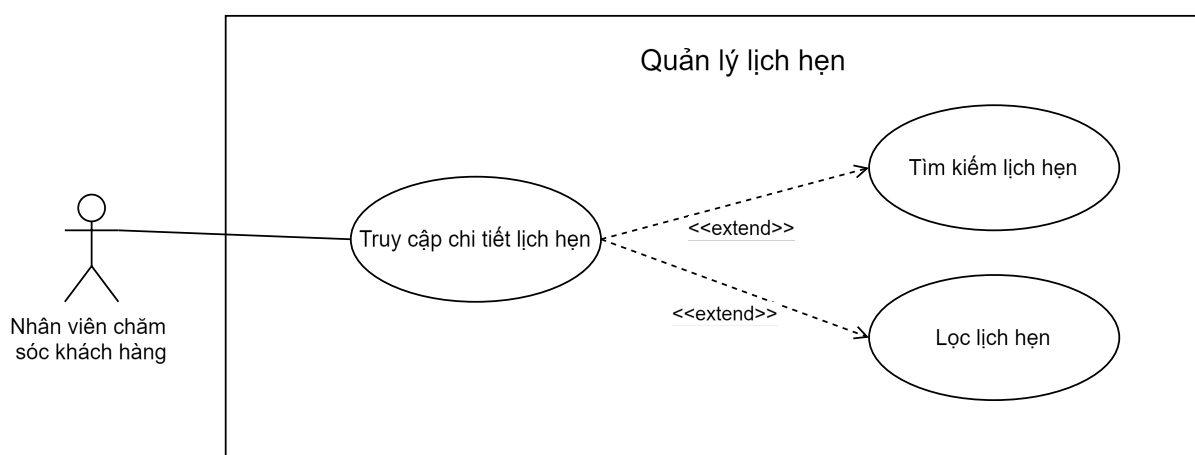 Quản lý lịch hẹn
Tìm kiếm lịch hẹn
<<extend>>
Truy cập chi tiết lịch hẹn
<<extend>>
Lọc lịch hẹn
Nhân viên chăm
sóc khách hàng